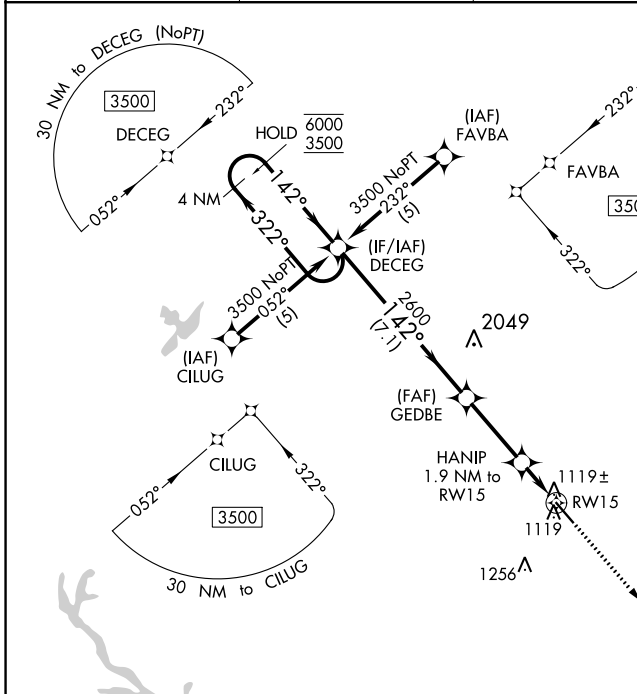 30 NM to DECEG (NoPT)
3500
232°
DECEG
052°
HOLD
6000
3500
4 NM
142°
322°
(IAF)
FAVBA
3500 NoPT
232°
(5)
232°
FAVBA
350
322°
(IF/IAF)
DECEG
3500 NoPT
052°
(5)
(IAF)
CILUG
2600
142°
(7.1)
2049
(FAF)
GEDBE
HANIP
1.9 NM to
RW15
1119±
RW15
1119
1256
CILUG
052°
322°
3500
30 NM to CILUG